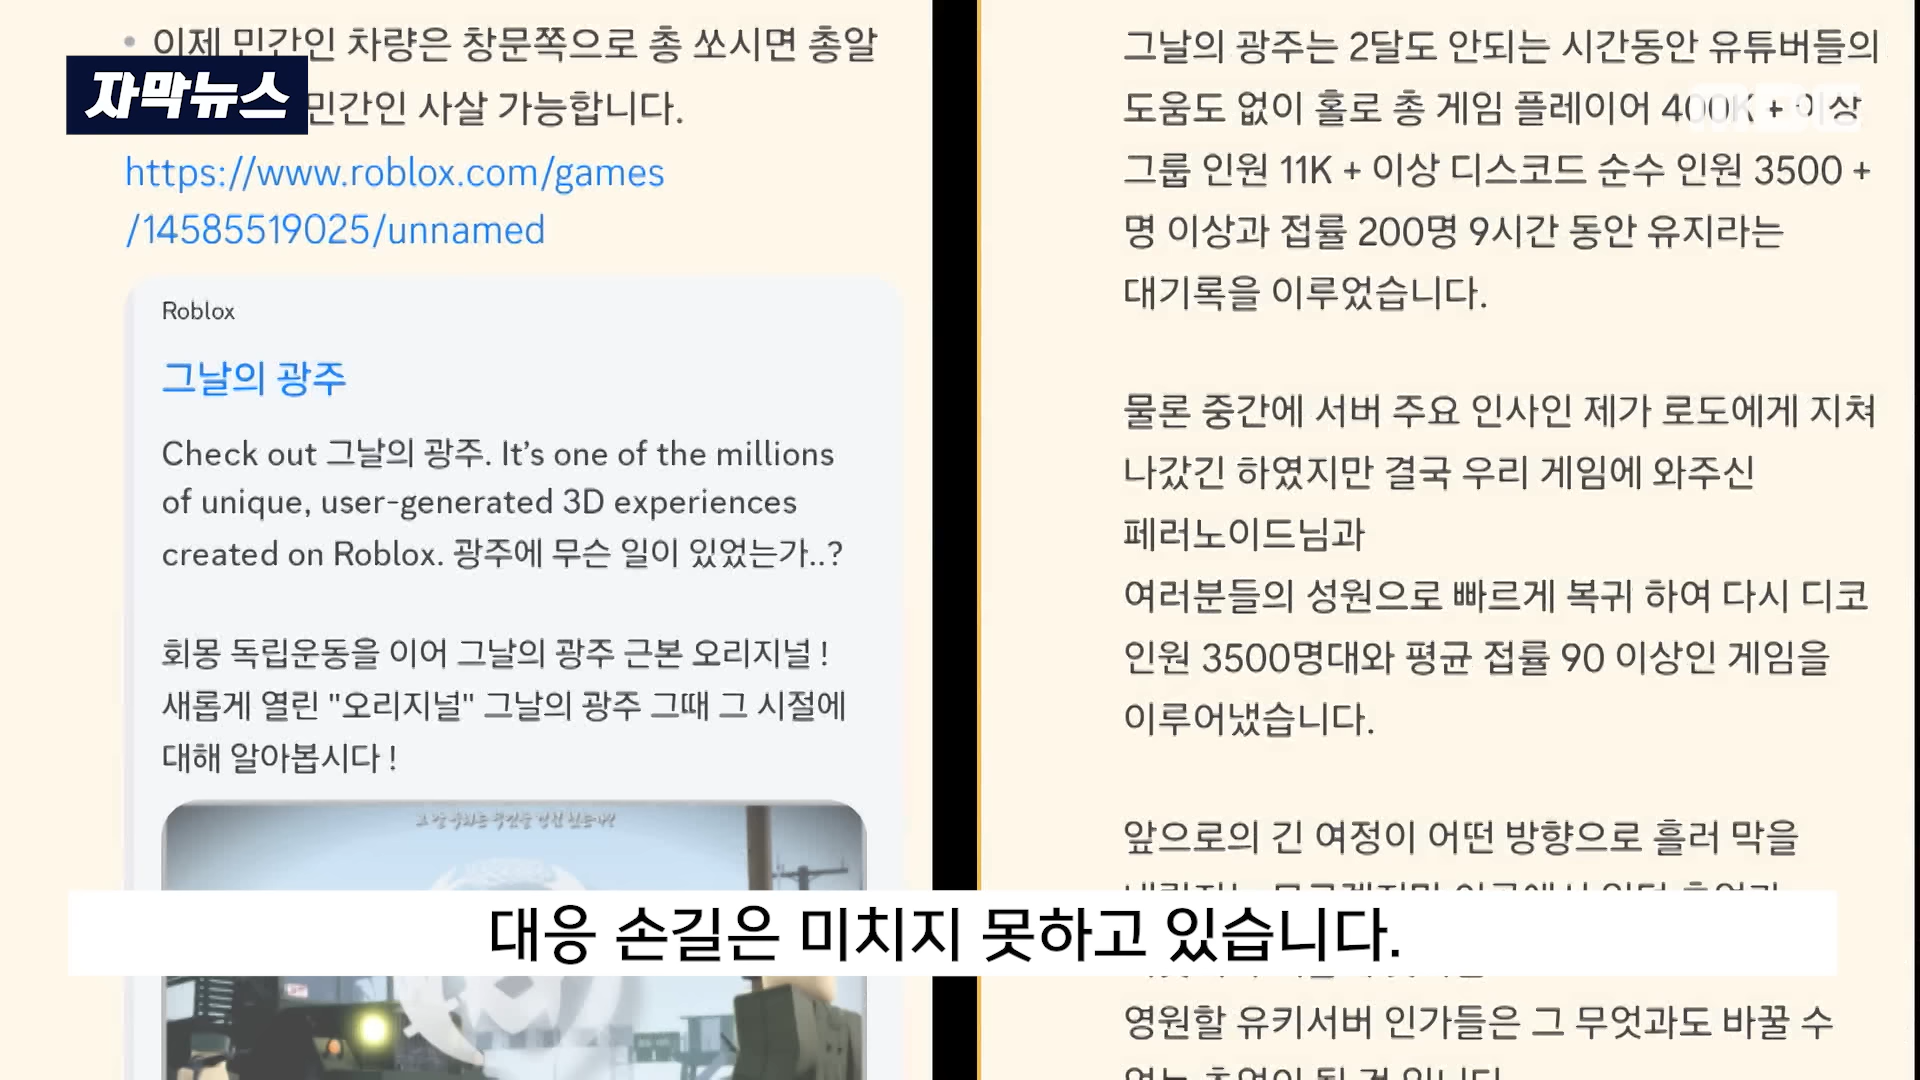 이제 민간인 차량은 창문쪽으로 총 쏘시면 총알
자막뉴스
민간인 사살 가능합니다.
https://www.roblox.com/games
/14585519025/unnamed
Roblox
그날의 광주
Check out 그날의 광주. It's one of the millions
of unique, user-generated 3D experiences
created on Roblox. 광주에 무슨 일이 있었는가..?
회몽 독립운동을 이어 그날의 광주 근본 오리지널 !
새롭게 열린 "오리지널" 그날의 광주 그때 그 시절에
대해 알아봅시다 !
그날의 광주는 2달도 안되는 시간동안 유튜버들의
도움도 없이 홀로 총 게임 플레이어 400K + 이상
그룹 인원 11K + 이상 디스코드 순수 인원 3500 +
명 이상과 접률 200명 9시간 동안 유지라는
대기록을 이루었습니다.
물론 중간에 서버 주요 인사인 제가 로도에게 지쳐
나갔긴 하였지만 결국 우리 게임에 와주신
페러노이드님과
여러분들의 성원으로 빠르게 복귀 하여 다시 디코
인원 3500명대와 평균 접률 90 이상인 게임을
이루어냈습니다.
앞으로의 긴 여정이 어떤 방향으로 흘러 막을
대응 손길은 미치지 못하고 있습니다.
영원할 유키서버 인가들은 그 무엇과도 바꿀 수